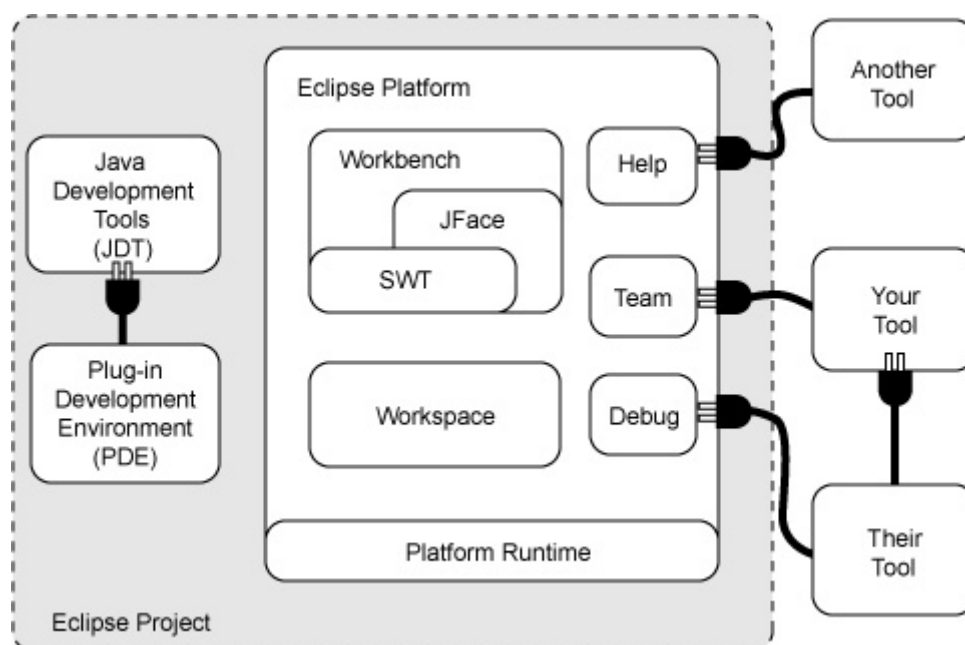 Eclipse Platform
Another
Tool
Workbench
Help
Java
Development
Tools
(JDT)
JFace
SWT
Team
Your
Tool
Plug-in
Development
Environment
(PDE)
Workspace
Debug
Platform Runtime
Their
Tool
Eclipse Project